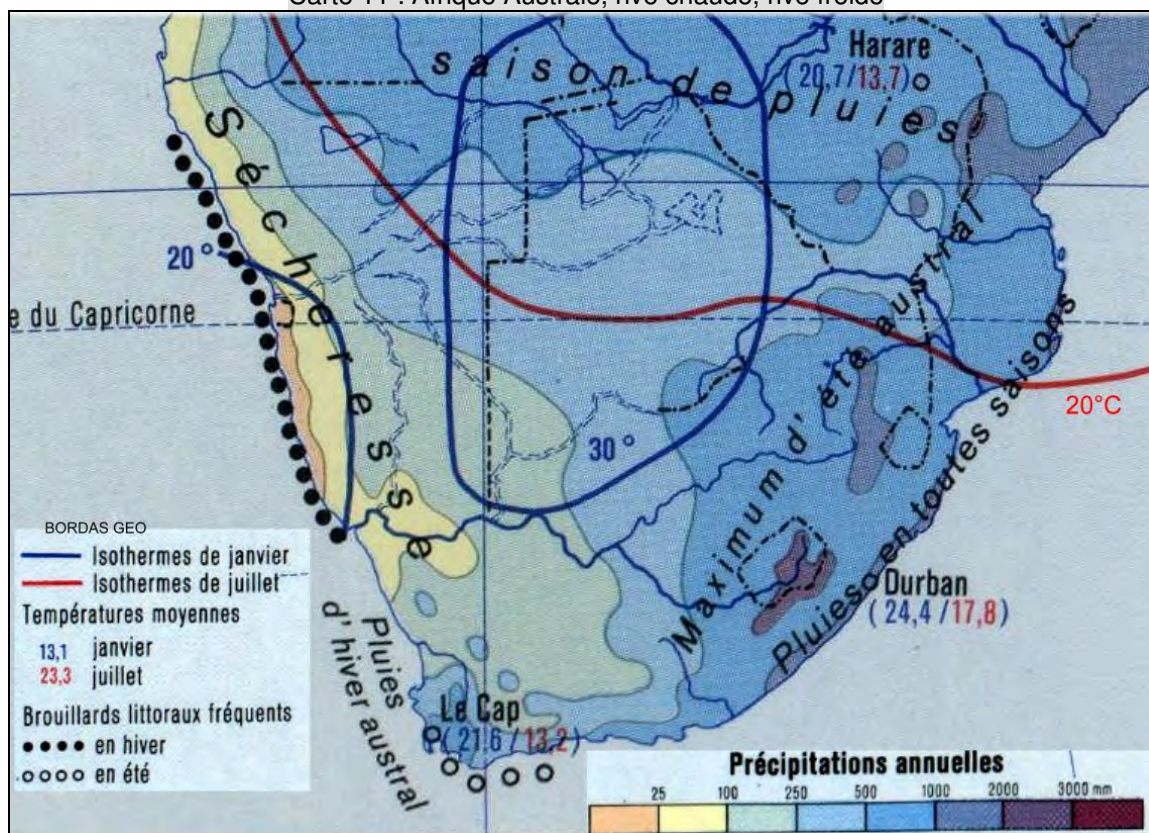 Carte 11 : Afrique Australe, rive chaude, rive froide
saison de pluies
Harare
(20,7/13,7)
Sécheresse
20°
e du Capricorne
Maximum d'été austral
Pluies en toutes saisons
20°C
30°
Durban
(24,4/17,8)
Pluies
d'hiver austral
Le Cap
(21,6/13,2)
BORDAS GEO
Isothermes de janvier
Isothermes de juillet
Températures moyennes
13,1 janvier
23,3 juillet
Brouillards littoraux fréquents
en hiver
en été
Précipitations annuelles
25 100 250 500 1000 2000 3000 mm